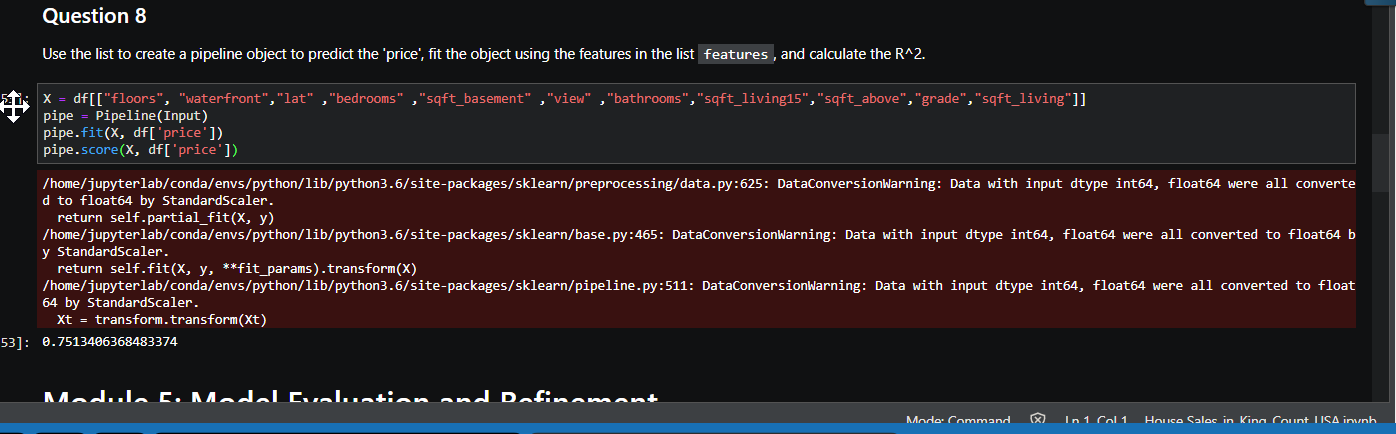 Question 8
Use the list to create a pipeline object to predict the 'price', fit the object using the features in the list features , and calculate the R^2.
X = df[["floors", "waterfront","lat" ,"bedrooms" ,"sqft_basement" ,"view" ,"bathrooms","sqft_living15","sqft_above","grade","sqft_living"]]
pipe = Pipeline(Input)
pipe.fit(X, df['price'])
pipe.score(X, df['price'])
/home/jupyterlab/conda/envs/python/lib/python3.6/site-packages/sklearn/preprocessing/data.py:625: DataConversionWarning: Data with input dtype int64, float64 were all converte
d to float64 by StandardScaler.
  return self.partial_fit(X, y)
/home/jupyterlab/conda/envs/python/lib/python3.6/site-packages/sklearn/base.py:465: DataConversionWarning: Data with input dtype int64, float64 were all converted to float64 b
y StandardScaler.
  return self.fit(X, y, **fit_params).transform(X)
/home/jupyterlab/conda/envs/python/lib/python3.6/site-packages/sklearn/pipeline.py:511: DataConversionWarning: Data with input dtype int64, float64 were all converted to float
64 by StandardScaler.
  Xt = transform.transform(Xt)
53]: 0.7513406368483374
Module 5: Model Evaluation and Refinement
Mode: Command Ln 1, Col 1 House_Sales_in_King_Count_USA.ipynb